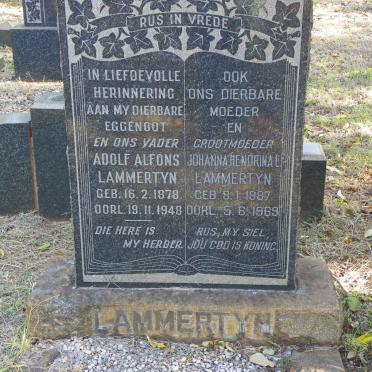 RUS IN VREDE
IN LIEFDEVOLLE
HERINNERING
AAN MY DIERBARE
EGGENOOT
EN ONS VADER
ADOLF ALFONS
LAMMERTYN
GEB. 16. 2. 1878
OORL. 19. 11. 1948
DIE HERE IS
MY HERDER.
OOK
ONS DIERBARE
MOEDER
EN
GROOTMOEDER
JOHANNA HENDRINA
LAMMERTYN
GEB. 8. 1. 1887
OORL. 5. 6. 1969
RUS, MY SIEL
JOU GOD IS KONING.
LAMMERTYN